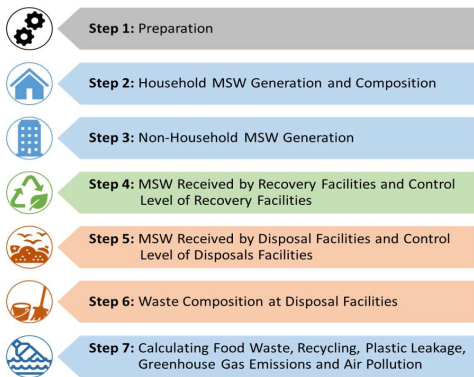 Step 1: Preparation
Step 2: Household MSW Generation and Composition
Step 3: Non-Household MSW Generation
Step 4: MSW Received by Recovery Facilities and Control
Level of Recovery Facilities
Step 5: MSW Received by Disposal Facilities and Control
Level of Disposals Facilities
Step 6: Waste Composition at Disposal Facilities
Step 7: Calculating Food Waste, Recycling, Plastic Leakage,
Greenhouse Gas Emissions and Air Pollution